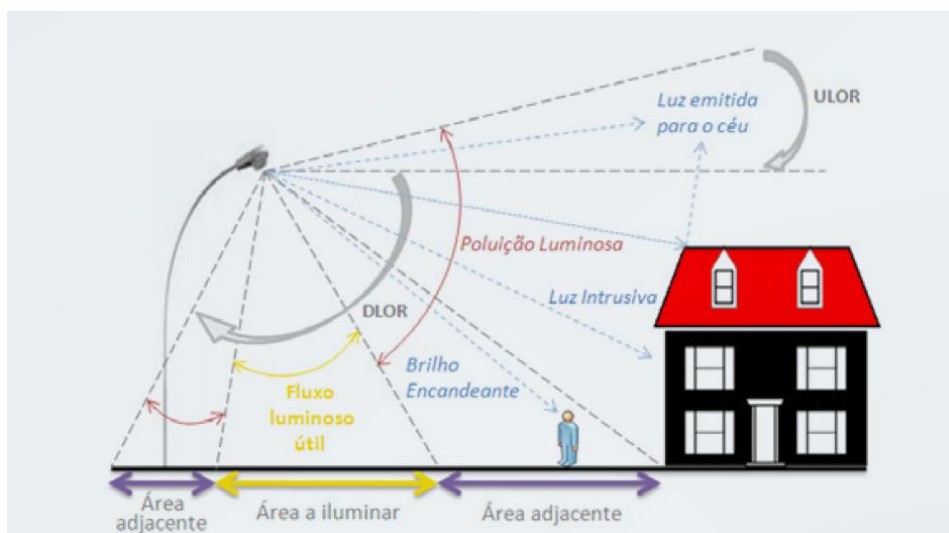 Luz emitida
para o céu
ULOR
Poluição Luminosa
Luz Intrusiva
DLOR
Brilho
Encandeante
Fluxo
luminoso
útil
Área
adjacente
Área a iluminar
Área adjacente